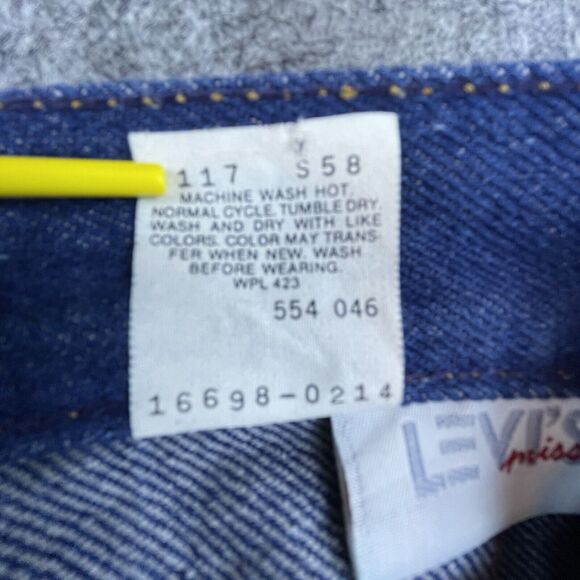 117 S58
MACHINE WASH HOT.
NORMAL CYCLE. TUMBLE DRY.
WASH AND DRY WITH LIKE
COLORS. COLOR MAY TRANS-
FER WHEN NEW. WASH
BEFORE WEARING.
WPL 423
554 046
16698-0214
LEVI'S
miss